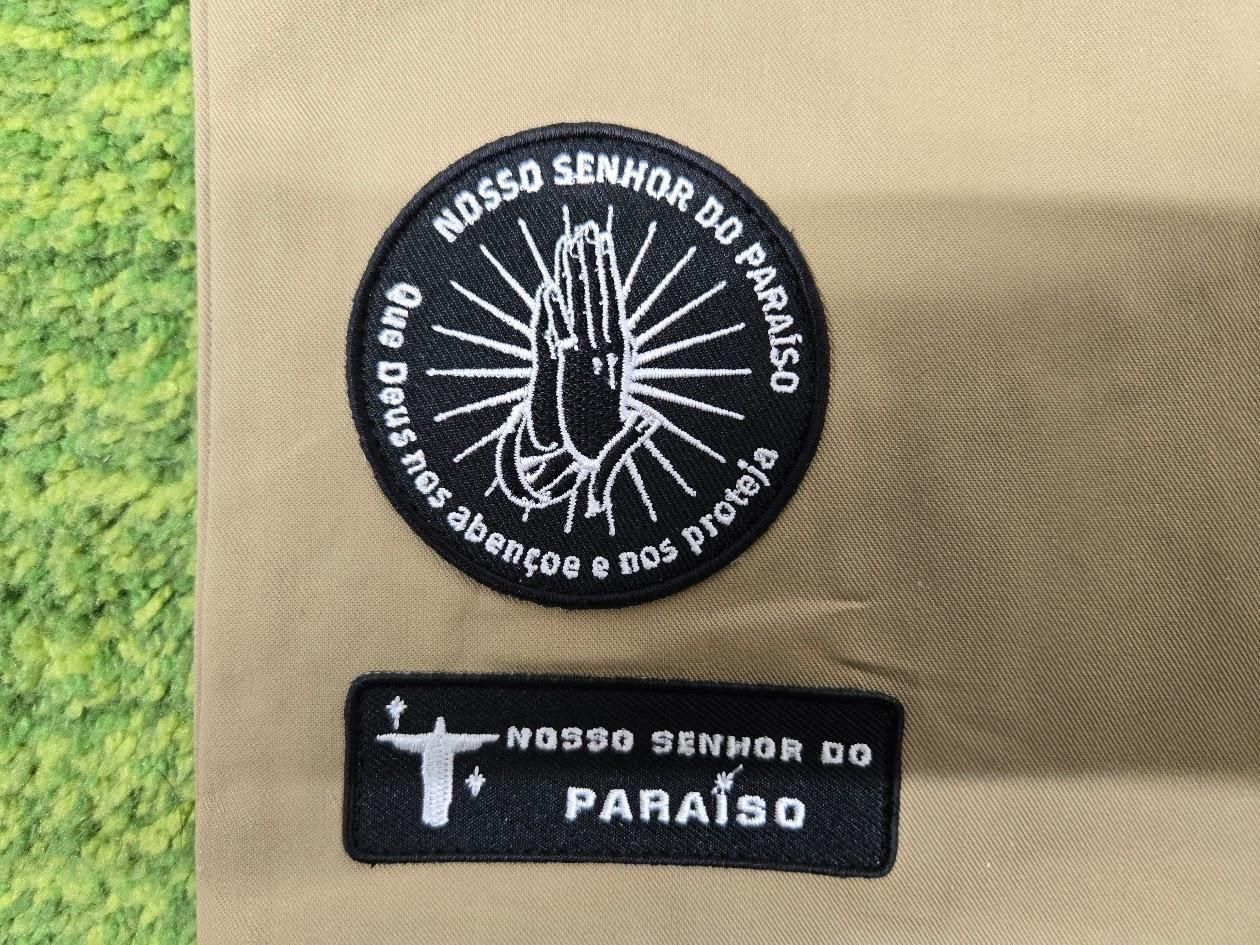 NOSSO SENHOR DO PARAÍSO
Que Deus nos abençoe e nos proteja
NOSSO SENHOR DO
PARAÍSO